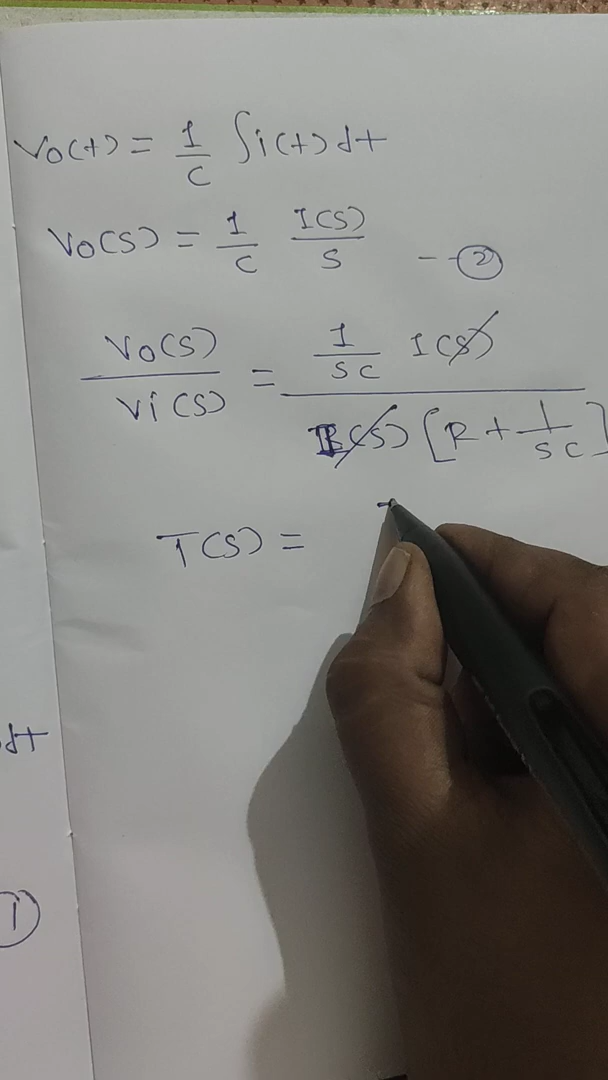 Vo(t) = 1/C ∫i(t)dt
Vo(s) = 1/C I(s)/S --②
Vo(s)/Vi(s) = 1/SC I(s) / I(s) [R + 1/SC]
T(s) =
dt
①